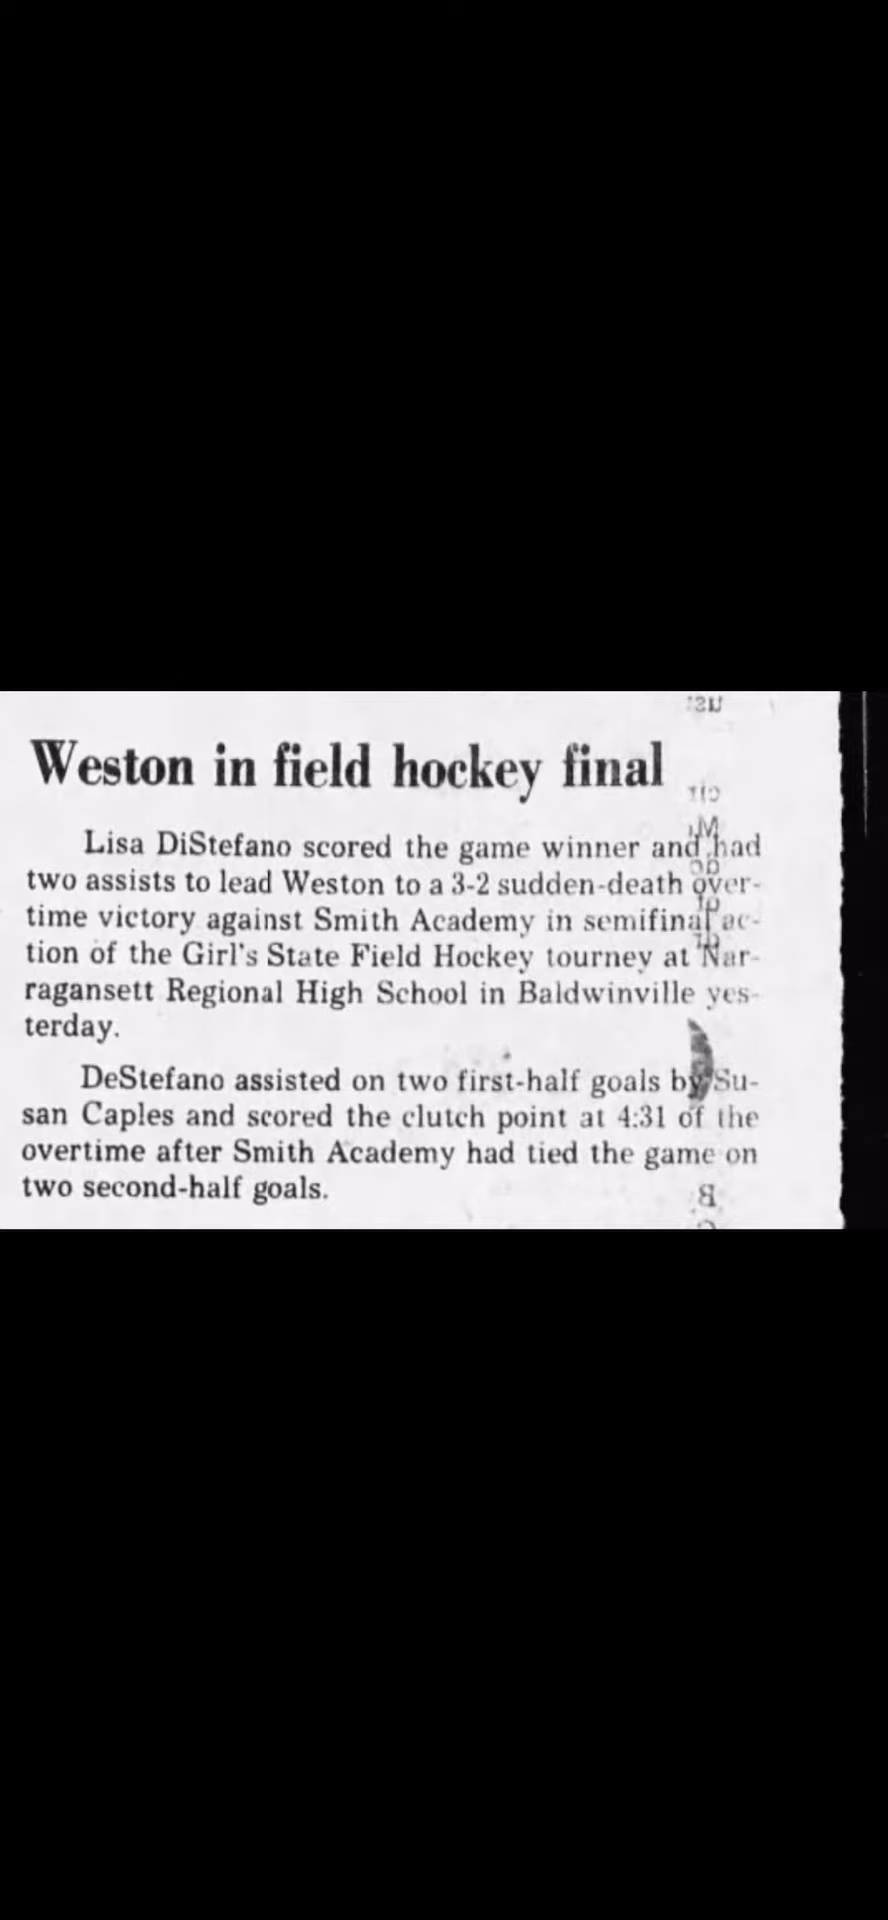 Weston in field hockey final
Lisa DiStefano scored the game winner and had
two assists to lead Weston to a 3-2 sudden-death over-
time victory against Smith Academy in semifinal ac-
tion of the Girl's State Field Hockey tourney at Nar-
ragansett Regional High School in Baldwinville yes-
terday.
DeStefano assisted on two first-half goals by Su-
san Caples and scored the clutch point at 4:31 of the
overtime after Smith Academy had tied the game on
two second-half goals.